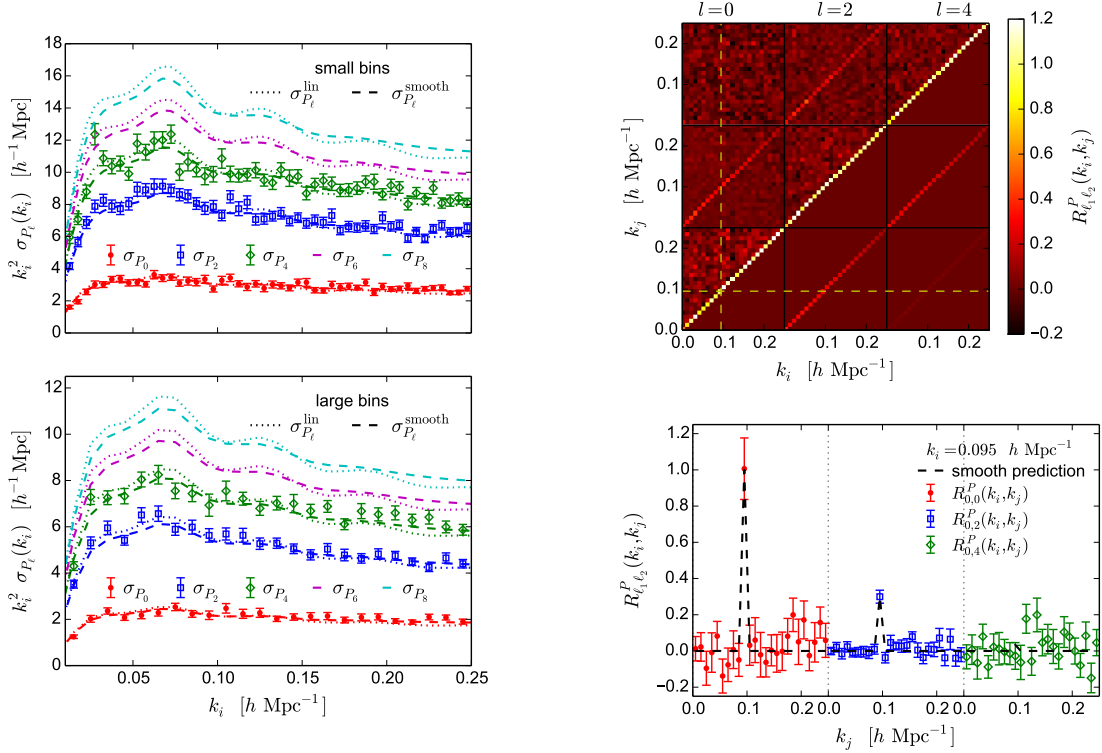 18
16
14
12
10
8
6
4
2
0
k_i^2 σ_{P_ℓ}(k_i) [h^{-1} Mpc]
small bins
σ_{P_ℓ}^{lin} σ_{P_ℓ}^{smooth}
σ_{P_0} σ_{P_2} σ_{P_4} σ_{P_6} σ_{P_8}
12
10
8
6
4
2
0
k_i^2 σ_{P_ℓ}(k_i) [h^{-1} Mpc]
large bins
σ_{P_ℓ}^{lin} σ_{P_ℓ}^{smooth}
σ_{P_0} σ_{P_2} σ_{P_4} σ_{P_6} σ_{P_8}
0.05 0.10 0.15 0.20 0.25
k_i [h Mpc^{-1}]
l=0 l=2 l=4
0.2
0.1
0.2
0.1
0.2
0.1
0.0
k_j [h Mpc^{-1}]
0.0 0.1 0.2 0.1 0.2 0.1 0.2
k_i [h Mpc^{-1}]
1.2
1.0
0.8
0.6
0.4
0.2
0.0
−0.2
R^P_{ℓ_1ℓ_2}(k_i,k_j)
1.2
1.0
0.8
0.6
0.4
0.2
0.0
−0.2
R^P_{ℓ_1ℓ_2}(k_i,k_j)
k_i=0.095 h Mpc^{-1}
smooth prediction
R^P_{0,0}(k_i,k_j)
R^P_{0,2}(k_i,k_j)
R^P_{0,4}(k_i,k_j)
0.0 0.1 0.2 0.0 0.1 0.2 0.0 0.1 0.2
k_j [h Mpc^{-1}]